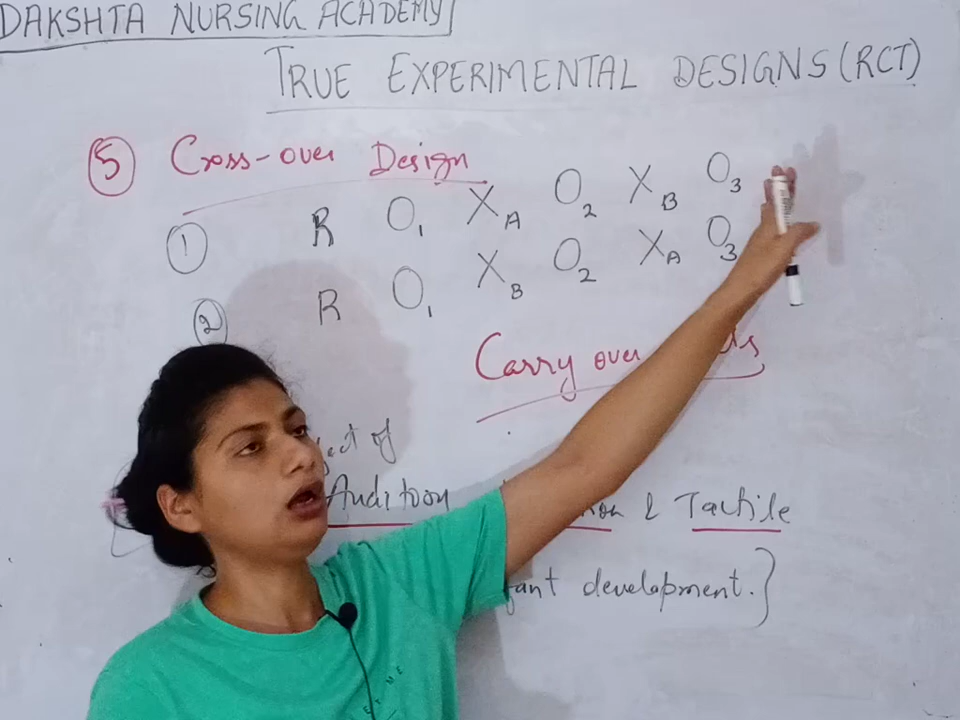 DAKSHTA NURSING ACADEMY
TRUE EXPERIMENTAL DESIGNS (RCT)
5 Cross-over Design
1 R O1 XA O2 XB O3
2 R O1 XB O2 XA O3
Carry over
of
Auditory & Tactile
development.}